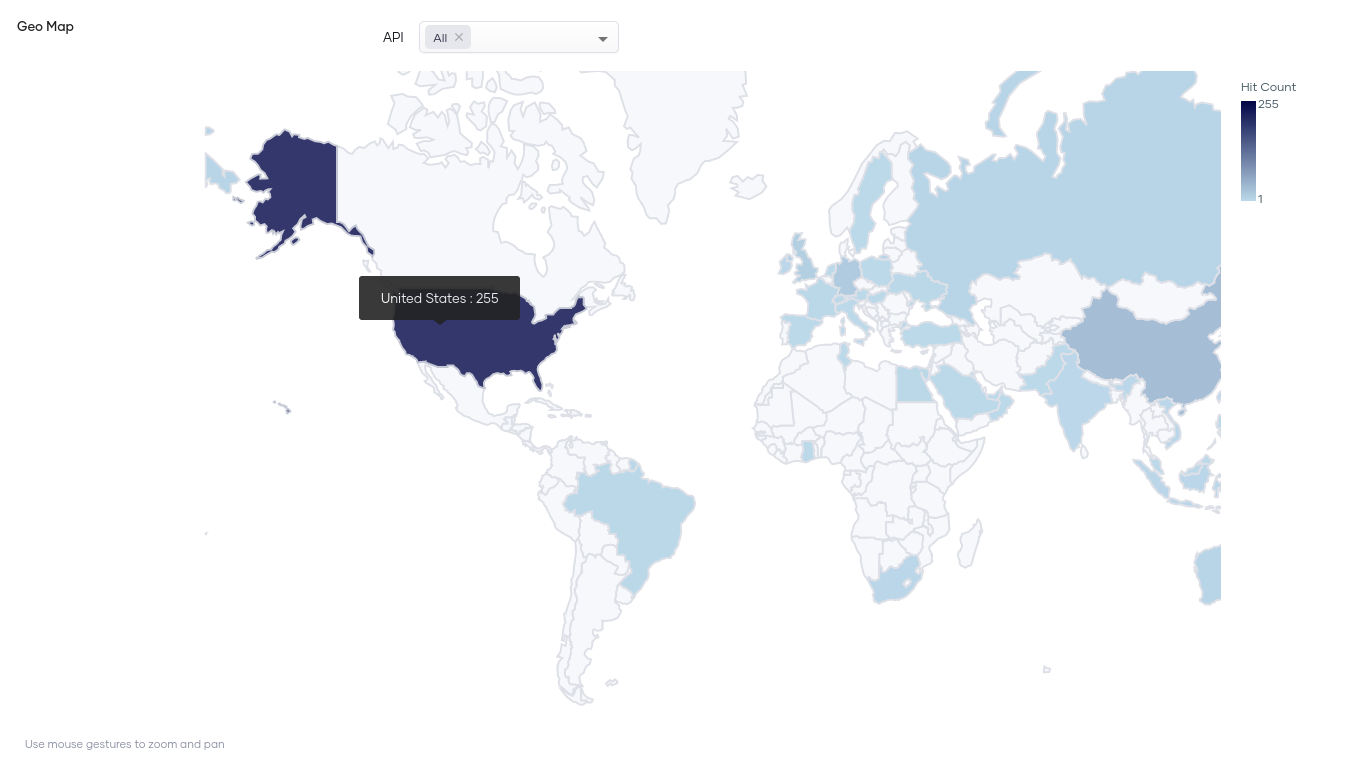 Geo Map
API
All
Hit Count
255
1
United States : 255
Use mouse gestures to zoom and pan